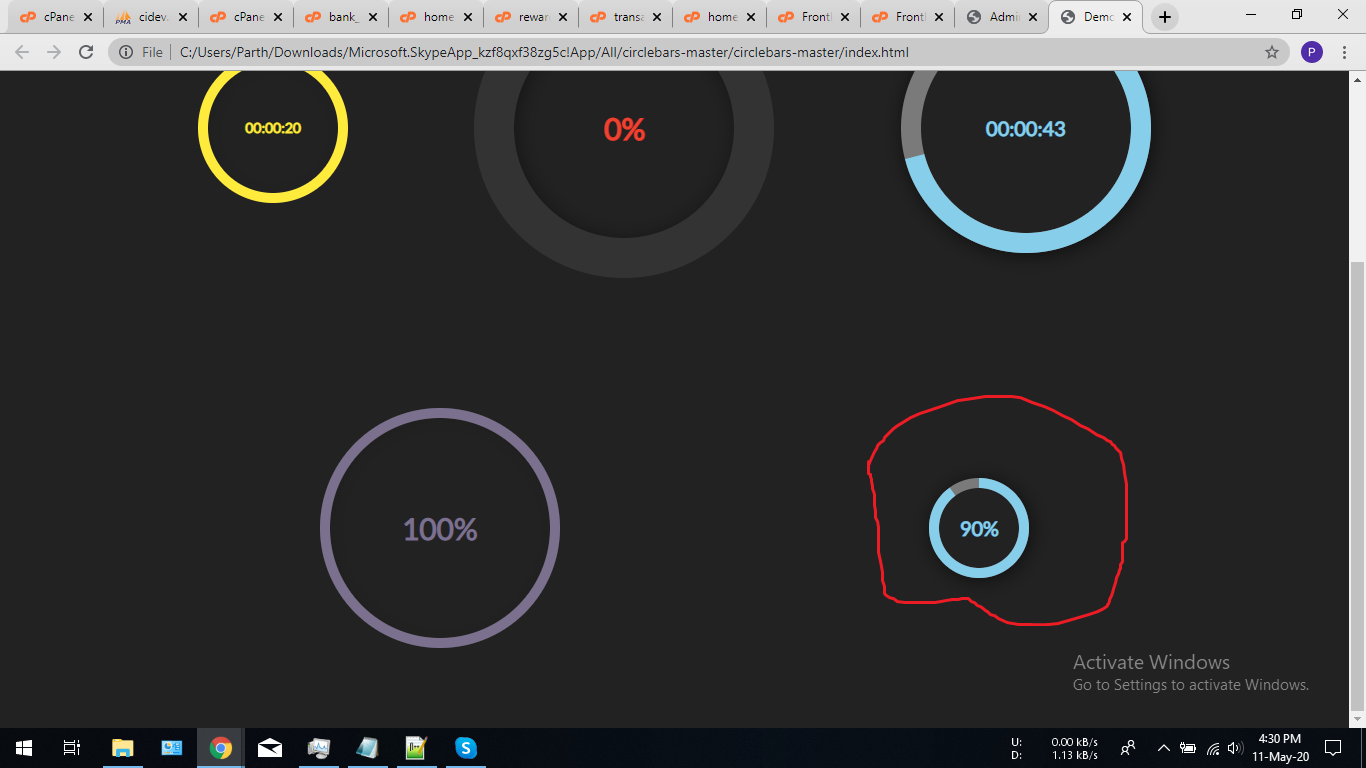 cPane
cidev.
cPane
bank_
home
rewar
transa
home
Frontl
Frontl
Admi
Demo
File C:/Users/Parth/Downloads/Microsoft.SkypeApp_kzf8qxf38zg5c!App/All/circlebars-master/circlebars-master/index.html
P
00:00:20
0%
00:00:43
100%
90%
Activate Windows
Go to Settings to activate Windows.
U: 0.00 kB/s
D: 1.13 kB/s
4:30 PM
11-May-20